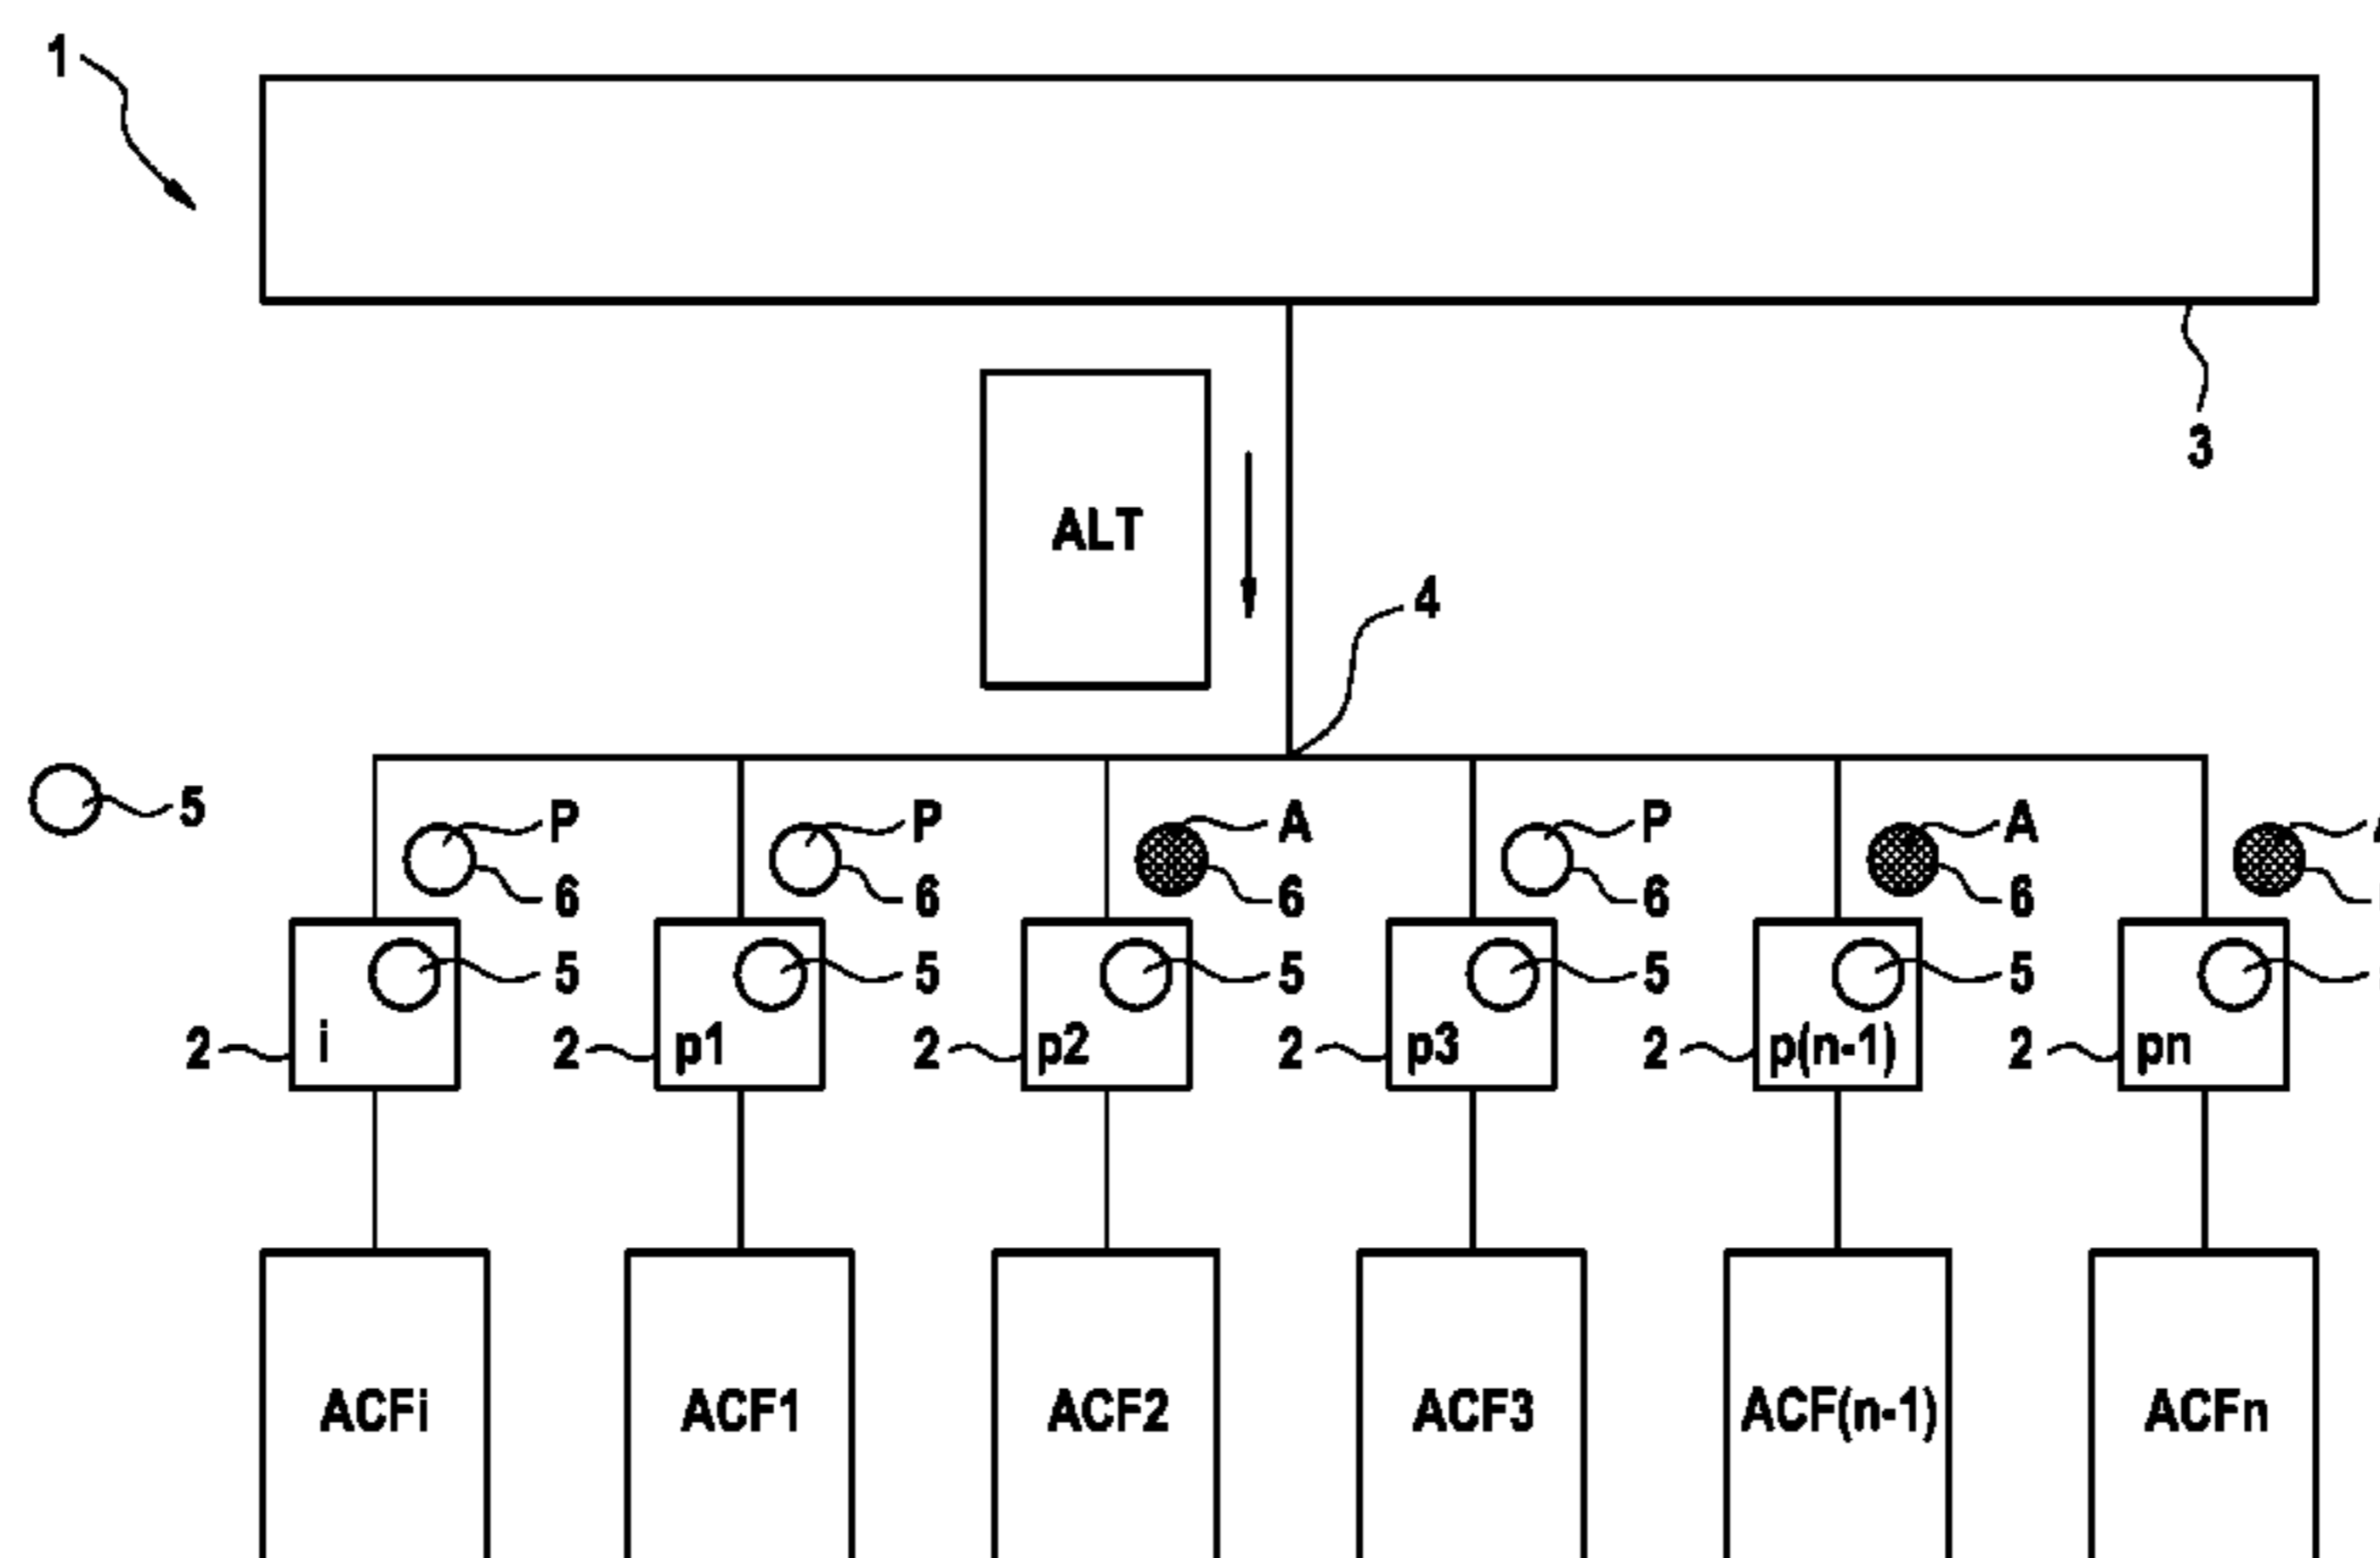 1
3
ALT
4
5
P P A P A
6 6 6 6 6
5 5 5 5 5
2 i 2 p1 2 p2 2 p3 2 p(n-1) 2 pn
ACFi ACF1 ACF2 ACF3 ACF(n-1) ACFn